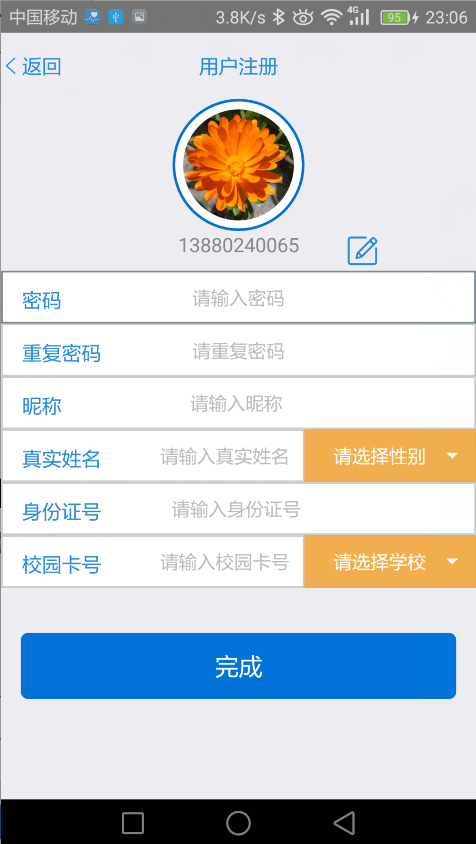 中国移动 3.8K/s 4G 95 23:06
返回 用户注册
13880240065
密码 请输入密码
重复密码 请重复密码
昵称 请输入昵称
真实姓名 请输入真实姓名 请选择性别
身份证号 请输入身份证号
校园卡号 请输入校园卡号 请选择学校
完成